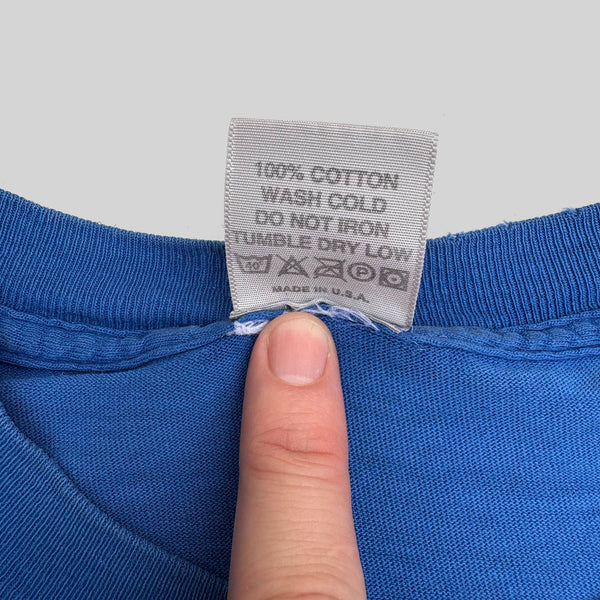 100% COTTON
WASH COLD
DO NOT IRON
TUMBLE DRY LOW
P
MADE IN U.S.A.